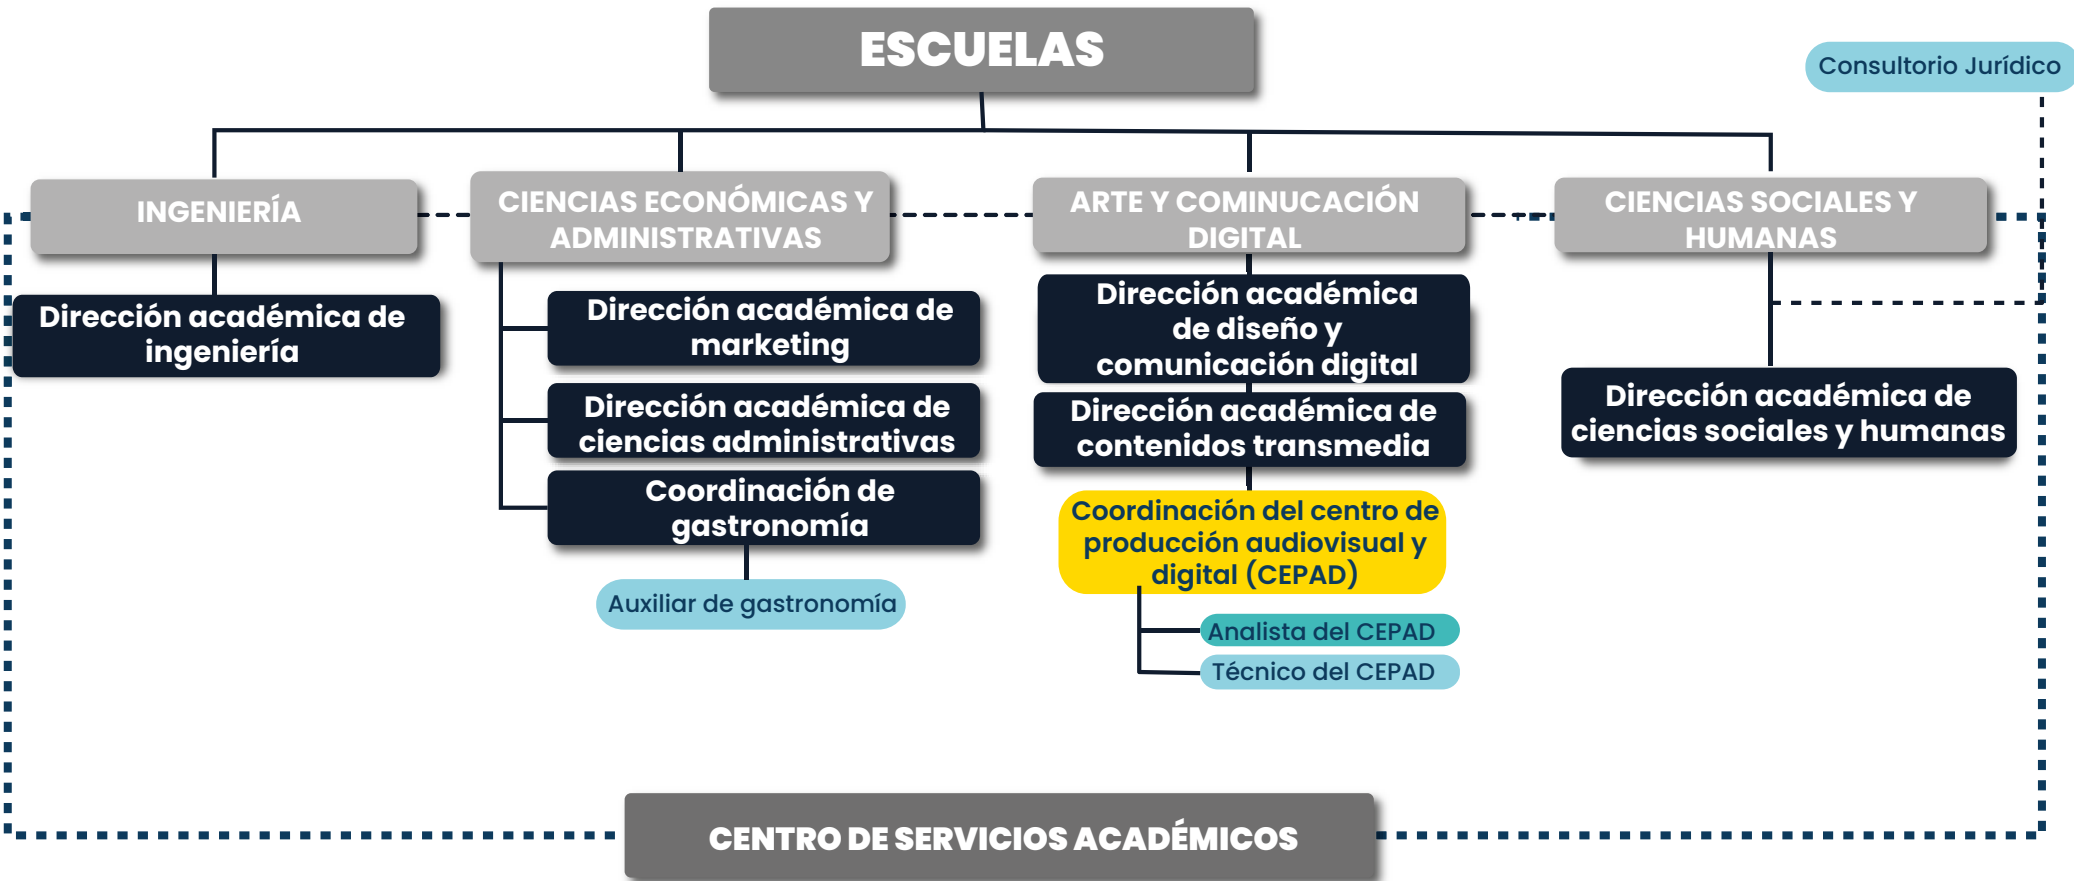 ESCUELAS
Consultorio Jurídico
INGENIERÍA
CIENCIAS ECONÓMICAS Y
ADMINISTRATIVAS
ARTE Y COMINUCACIÓN
DIGITAL
CIENCIAS SOCIALES Y
HUMANAS
Dirección académica de
ingeniería
Dirección académica de
marketing
Dirección académica de
ciencias administrativas
Coordinación de
gastronomía
Auxiliar de gastronomía
Dirección académica
de diseño y
comunicación digital
Dirección académica de
contenidos transmedia
Coordinación del centro de
producción audiovisual y
digital (CEPAD)
Analista del CEPAD
Técnico del CEPAD
Dirección académica de
ciencias sociales y humanas
CENTRO DE SERVICIOS ACADÉMICOS